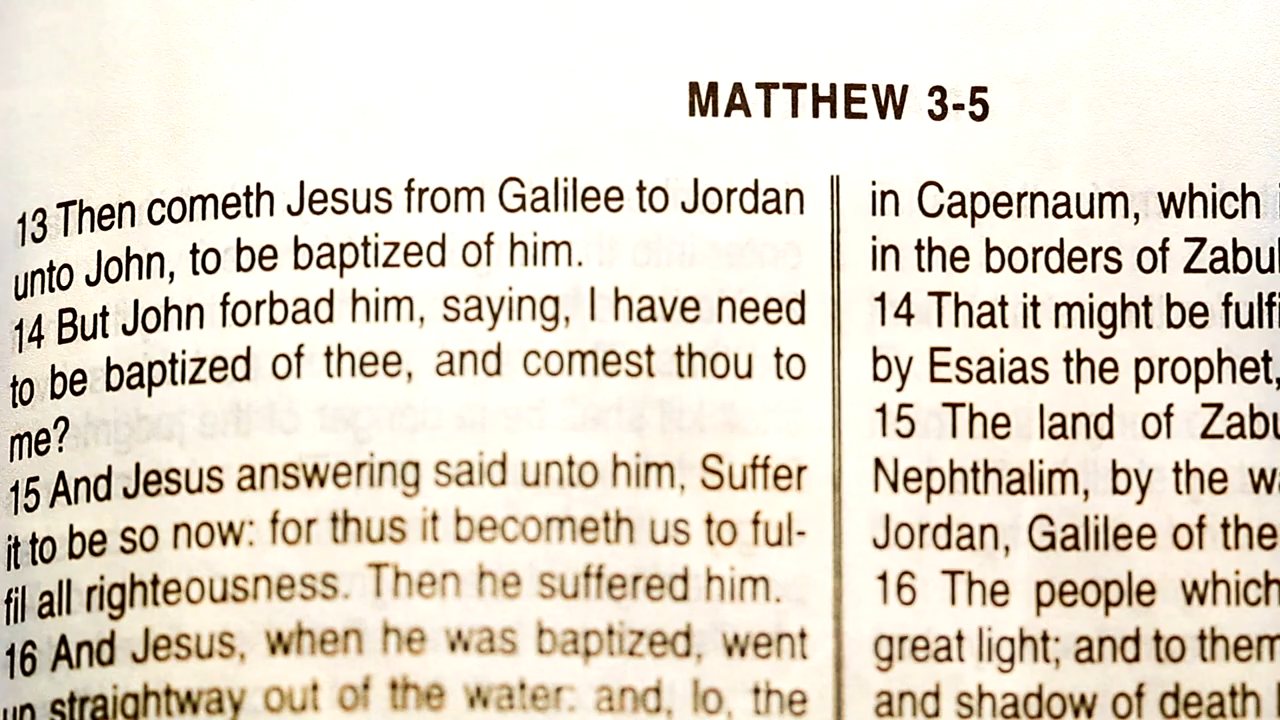 MATTHEW 3-5
13 Then cometh Jesus from Galilee to Jordan
unto John, to be baptized of him.
14 But John forbad him, saying, I have need
to be baptized of thee, and comest thou to
me?
15 And Jesus answering said unto him, Suffer
it to be so now: for thus it becometh us to ful-
fil all righteousness. Then he suffered him.
16 And Jesus, when he was baptized, went
up straightway out of the water: and, lo, the
in Capernaum, which
in the borders of
14 That it might be
by Esaias the prophet,
15 The land of
Nephthalim, by the
Jordan, Galilee of the
16 The people which
great light; and to them
and shadow of death